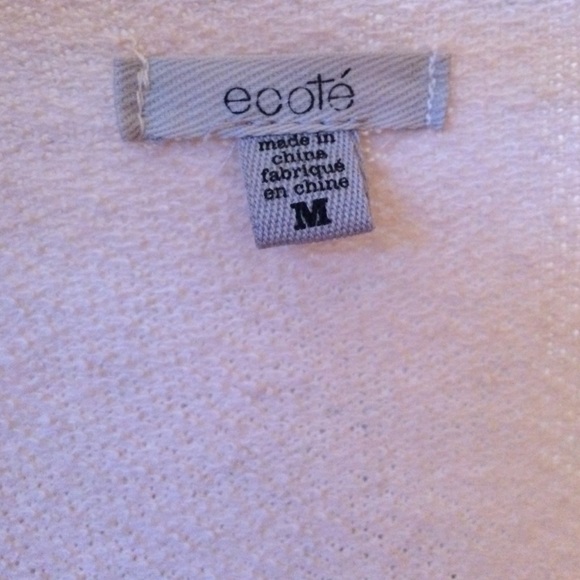 ecoté
made in
china
fabriqué
en chine
M